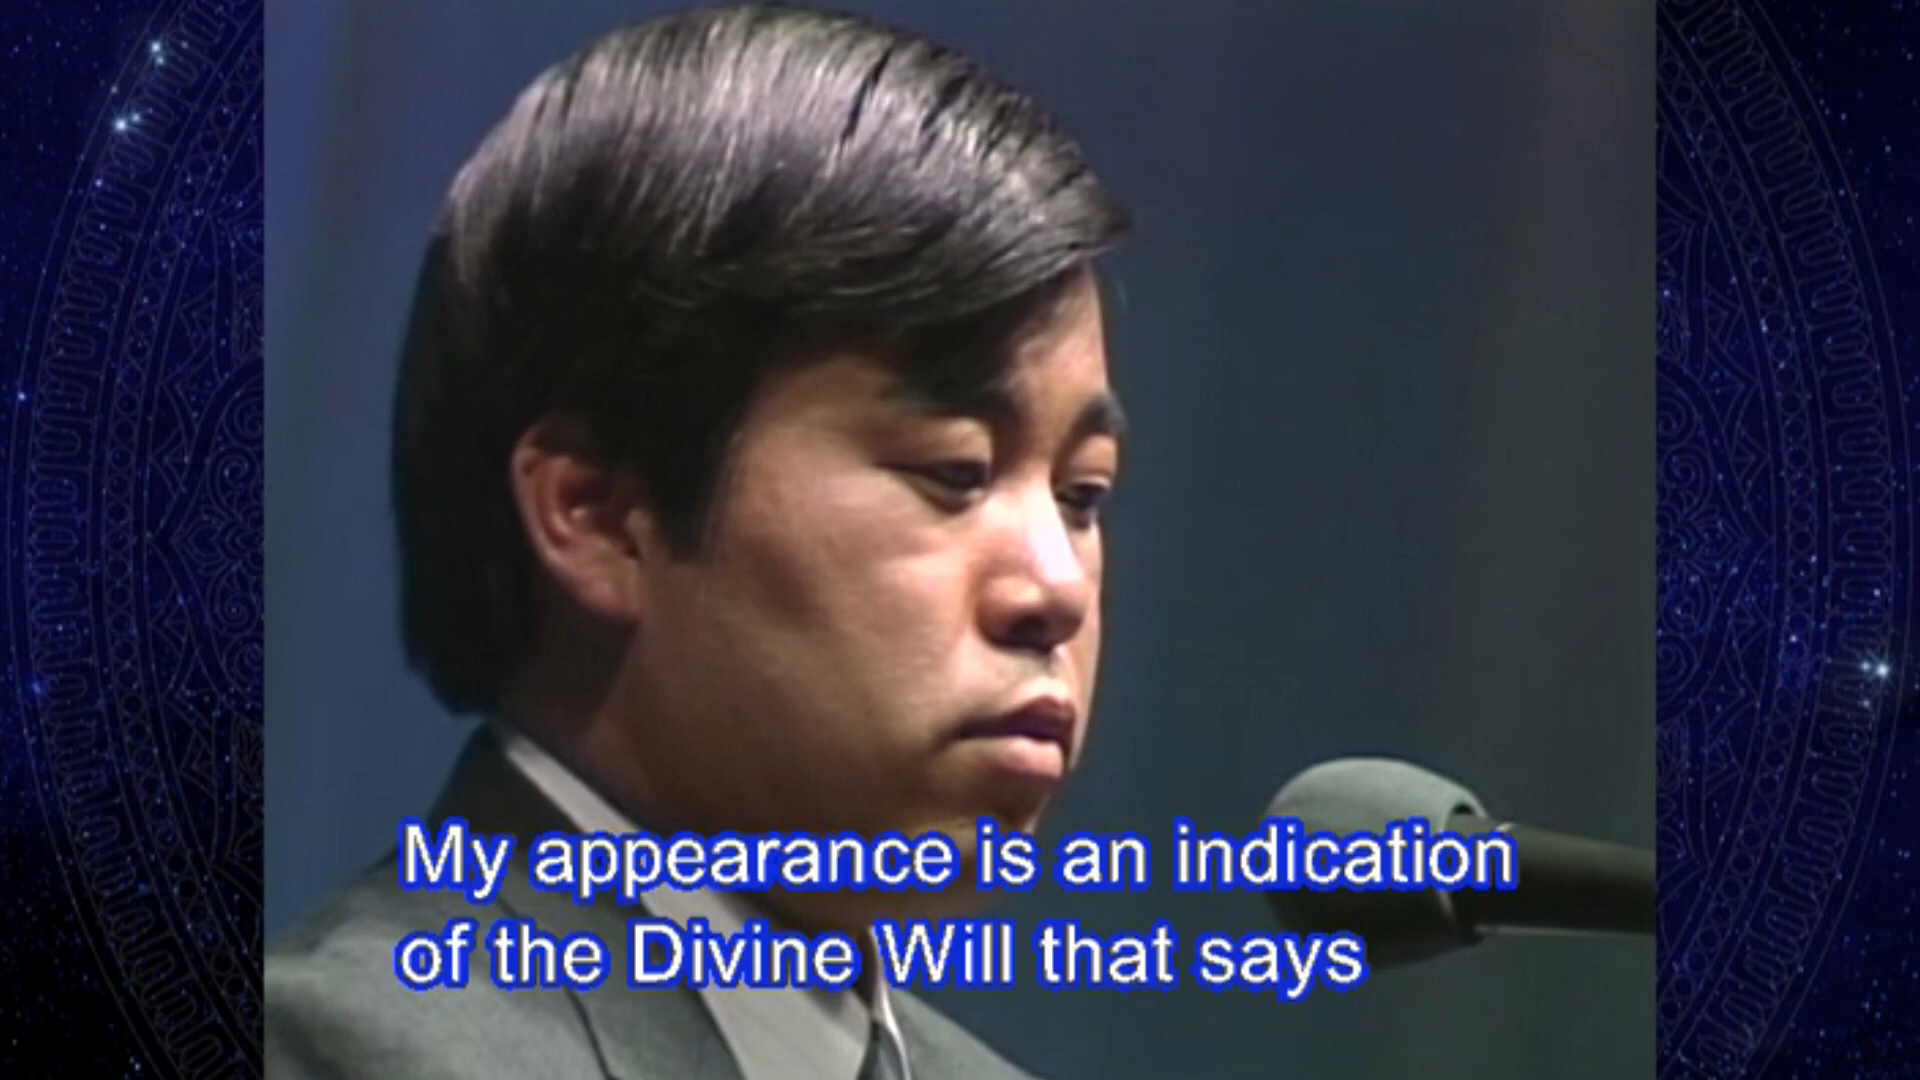 My appearance is an indication
of the Divine Will that says